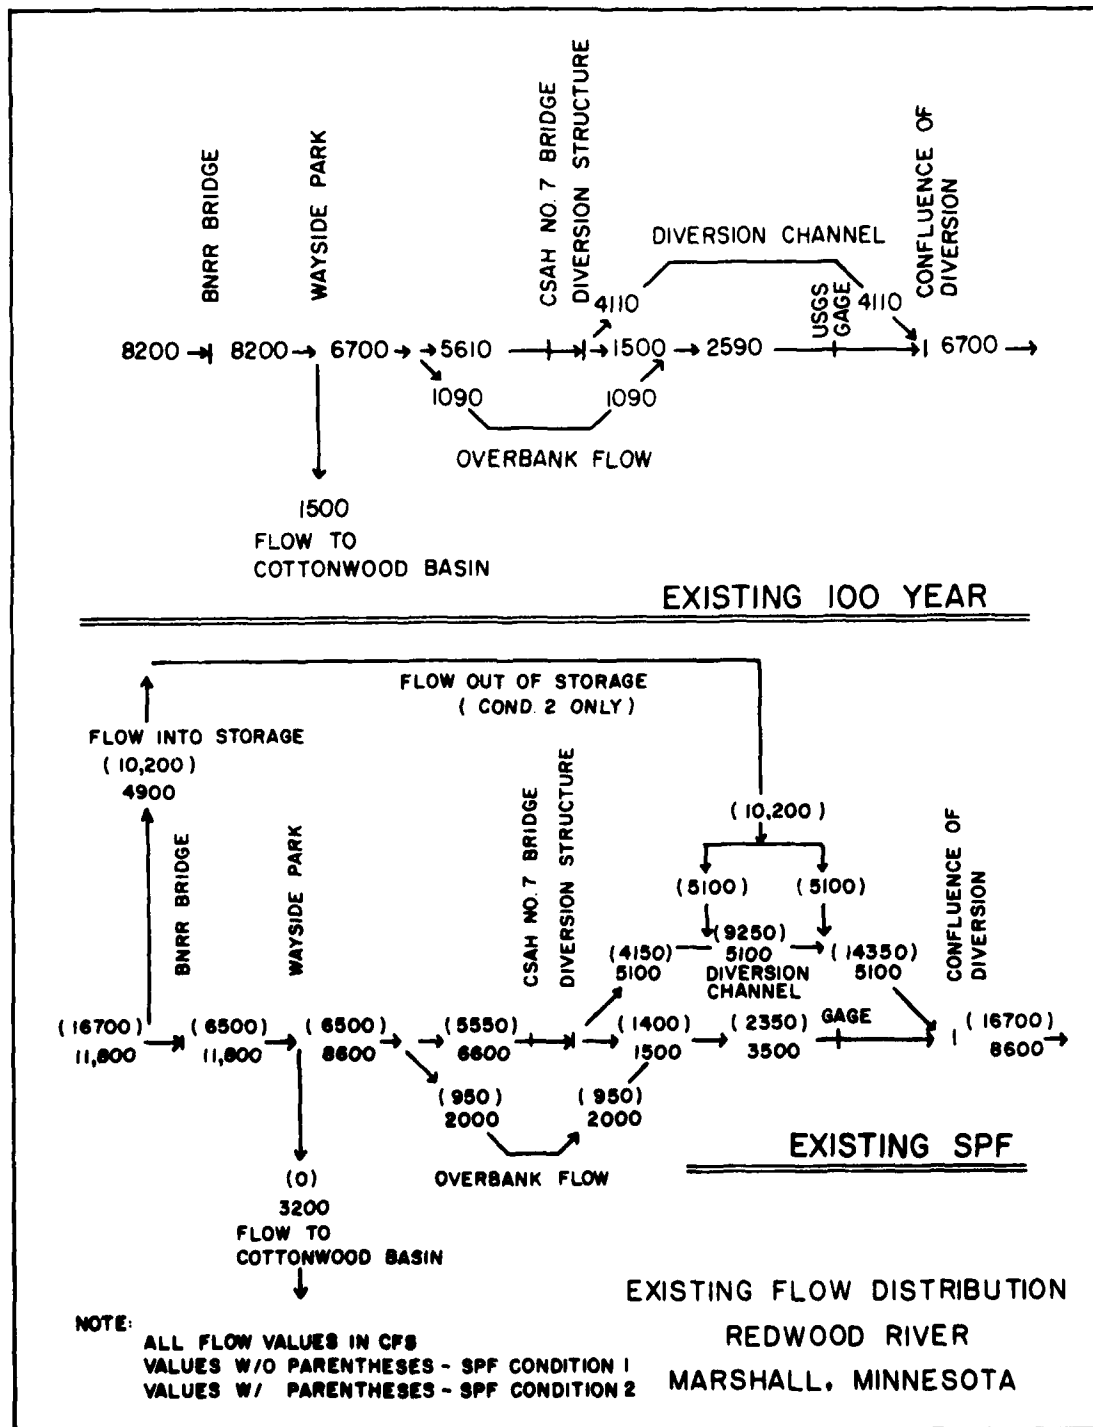 BNRR BRIDGE
WAYSIDE PARK
CSAH NO. 7 BRIDGE
DIVERSION STRUCTURE
DIVERSION CHANNEL
USGS
GAGE
CONFLUENCE OF
DIVERSION
4110
4110
8200
8200
6700
5610
1500
2590
6700
1090
1090
OVERBANK FLOW
1500
FLOW TO
COTTONWOOD BASIN
EXISTING 100 YEAR
FLOW OUT OF STORAGE
( COND. 2 ONLY )
FLOW INTO STORAGE
(10,200)
4900
BNRR BRIDGE
WAYSIDE PARK
CSAH NO. 7 BRIDGE
DIVERSION STRUCTURE
CONFLUENCE OF
DIVERSION
(10,200)
(5100)
(5100)
(4150)
5100
(9250)
5100
DIVERSION
CHANNEL
(14350)
5100
(16700)
11,800
(6500)
11,800
(6500)
8600
(5550)
6600
(1400)
1500
(2350)
3500
GAGE
(16700)
8600
(950)
2000
(950)
2000
OVERBANK FLOW
EXISTING SPF
(0)
3200
FLOW TO
COTTONWOOD BASIN
NOTE:
ALL FLOW VALUES IN CFS
VALUES W/O PARENTHESES - SPF CONDITION 1
VALUES W/ PARENTHESES - SPF CONDITION 2
EXISTING FLOW DISTRIBUTION
REDWOOD RIVER
MARSHALL, MINNESOTA